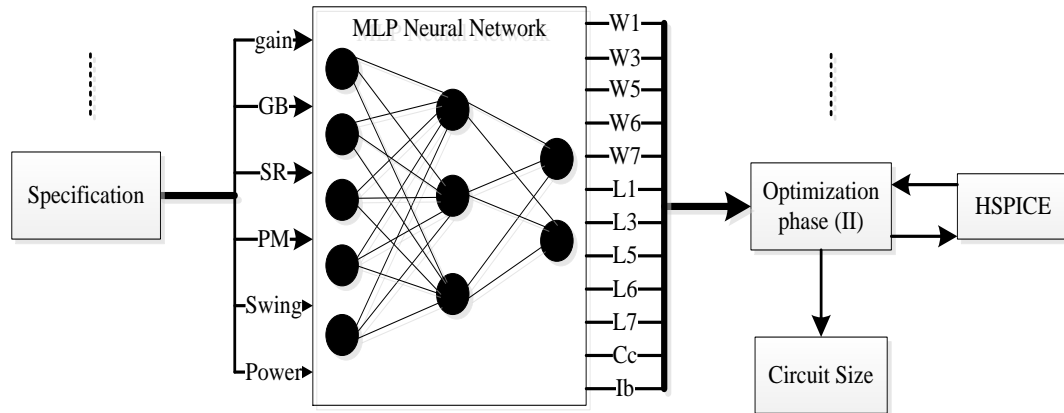 Specification
gain
GB
SR
PM
Swing
Power
MLP Neural Network
W1
W3
W5
W6
W7
L1
L3
L5
L6
L7
Cc
Ib
Optimization
phase (II)
HSPICE
Circuit Size